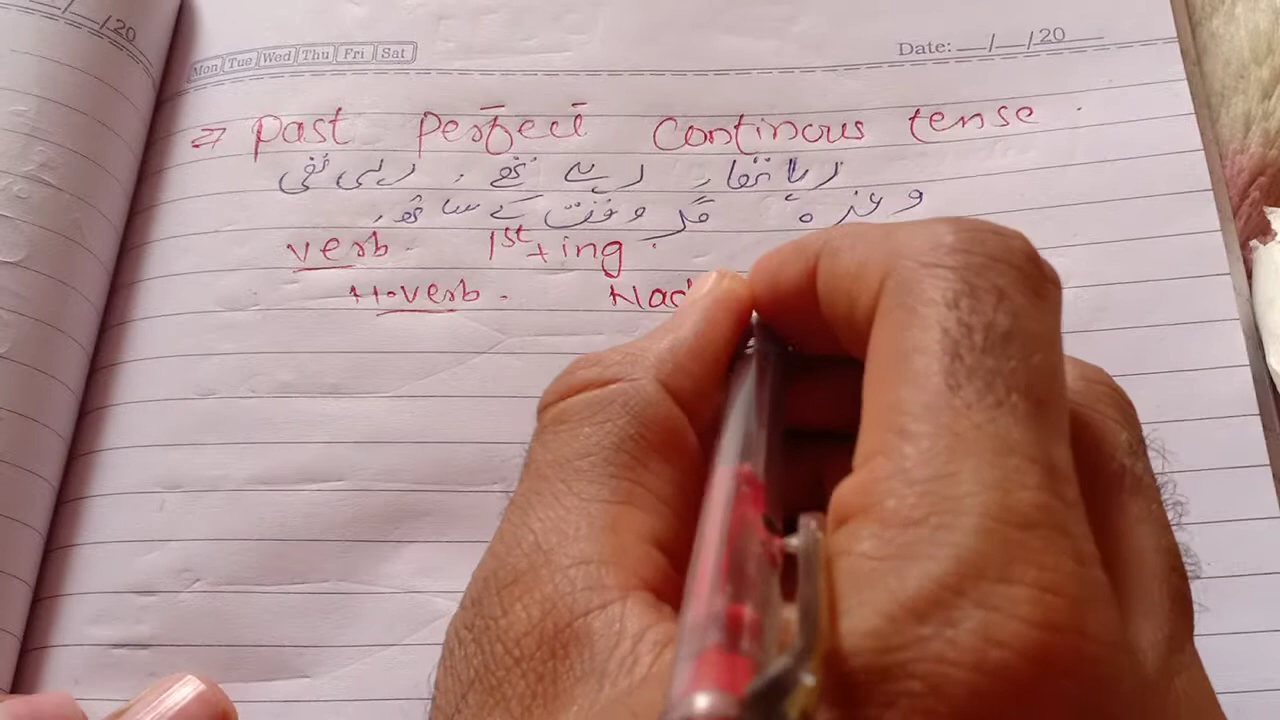 /20
Mon Tue Wed Thu Fri Sat
Date: __/__/20
⇒ Past Perfect Continous tense.
رہا تھا، رہے تھے، رہی تھی
وغیرہ مگر وقت کے ساتھ۔
verb. 1st + ing.
H.verb. Had